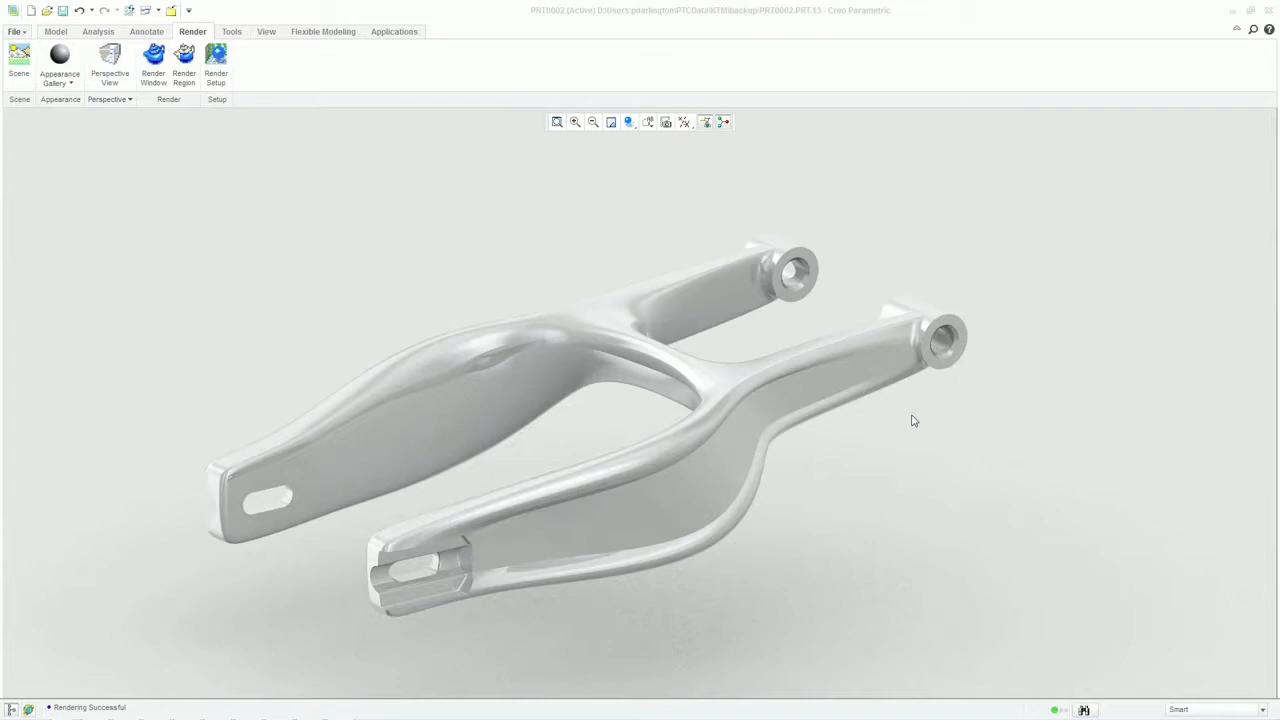 PRT0002 (Active) D:\Users\pdarlington\PTCData\KTM\backup\PRT0002.PRT.13 - Creo Parametric
File
Model
Analysis
Annotate
Render
Tools
View
Flexible Modeling
Applications
Scene
Appearance
Gallery
Perspective
View
Render
Window
Render
Region
Render
Setup
Scene
Appearance
Perspective
Render
Setup
Rendering Successful
Smart